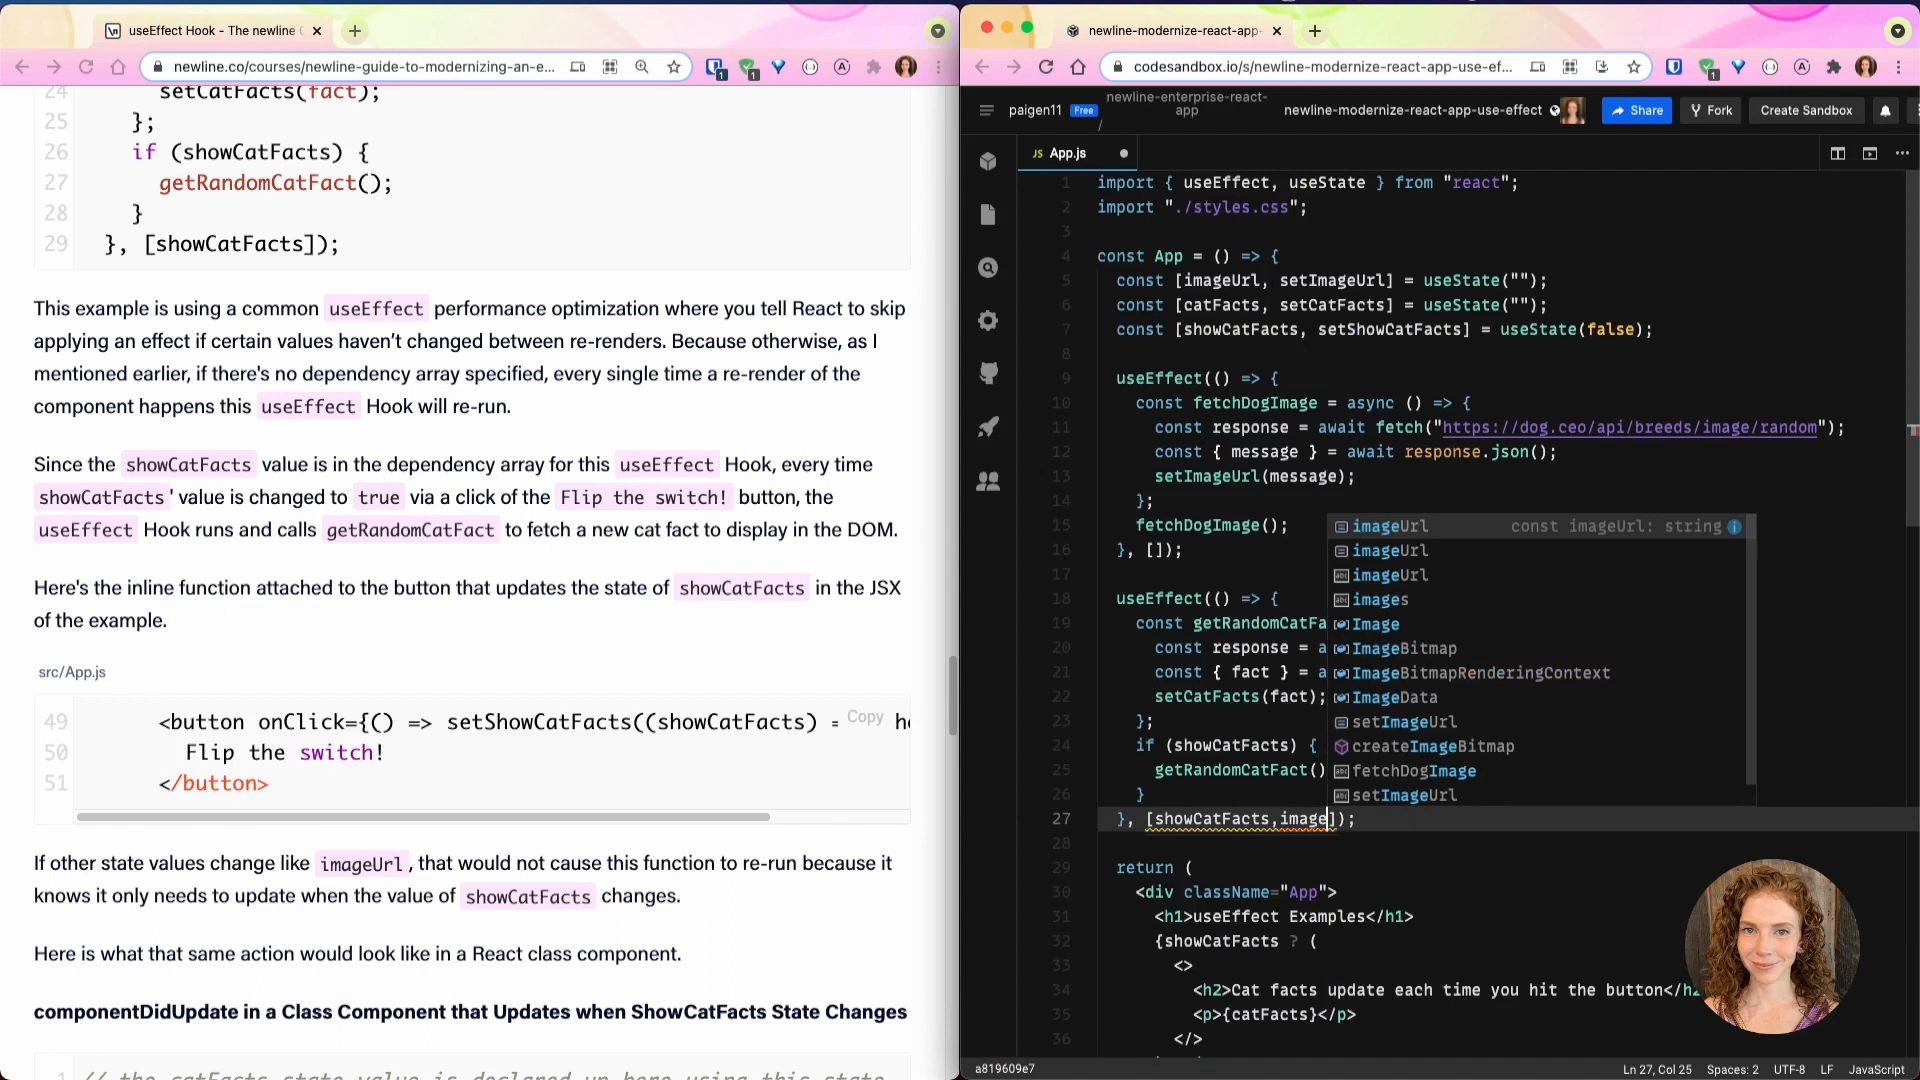 useEffect Hook - The newline
newline.co/courses/newline-guide-to-modernizing-an-e...
24 setCatFacts(fact);
25 };
26 if (showCatFacts) {
27 getRandomCatFact();
28 }
29 }, [showCatFacts]);
This example is using a common useEffect performance optimization where you tell React to skip
applying an effect if certain values haven’t changed between re-renders. Because otherwise, as I
mentioned earlier, if there's no dependency array specified, every single time a re-render of the
component happens this useEffect Hook will re-run.
Since the showCatFacts value is in the dependency array for this useEffect Hook, every time
showCatFacts' value is changed to true via a click of the Flip the switch! button, the
useEffect Hook runs and calls getRandomCatFact to fetch a new cat fact to display in the DOM.
Here's the inline function attached to the button that updates the state of showCatFacts in the JSX
of the example.
src/App.js
49 <button onClick={() => setShowCatFacts((showCatFacts) =
Copy
50 Flip the switch!
51 </button>
If other state values change like imageUrl, that would not cause this function to re-run because it
knows it only needs to update when the value of showCatFacts changes.
Here is what that same action would look like in a React class component.
componentDidUpdate in a Class Component that Updates when ShowCatFacts State Changes
1 // the catFacts state value is declared up here using this state
newline-modernize-react-app-
codesandbox.io/s/newline-modernize-react-app-use-ef...
paigen11 Free
newline-enterprise-react-
app
/
newline-modernize-react-app-use-effect
Share
Fork
Create Sandbox
JS App.js
1 import { useEffect, useState } from "react";
2 import "./styles.css";
3
4 const App = () => {
5 const [imageUrl, setImageUrl] = useState("");
6 const [catFacts, setCatFacts] = useState("");
7 const [showCatFacts, setShowCatFacts] = useState(false);
8
9 useEffect(() => {
10 const fetchDogImage = async () => {
11 const response = await fetch("https://dog.ceo/api/breeds/image/random");
12 const { message } = await response.json();
13 setImageUrl(message);
14 };
15 fetchDogImage();
16 }, []);
17
18 useEffect(() => {
19 const getRandomCatFa
20 const response = a
21 const { fact } = a
22 setCatFacts(fact);
23 };
24 if (showCatFacts) {
25 getRandomCatFact()
26 }
27 }, [showCatFacts,image]);
28
29 return (
30 <div className="App">
31 <h1>useEffect Examples</h1>
32 {showCatFacts ? (
33 <>
34 <h2>Cat facts update each time you hit the button</h2
35 <p>{catFacts}</p>
36 </>
imageUrl const imageUrl: string
imageUrl
imageUrl
images
Image
ImageBitmap
ImageBitmapRenderingContext
ImageData
setImageUrl
createImageBitmap
fetchDogImage
setImageUrl
a819609e7
Ln 27, Col 25 Spaces: 2 UTF-8 LF JavaScript